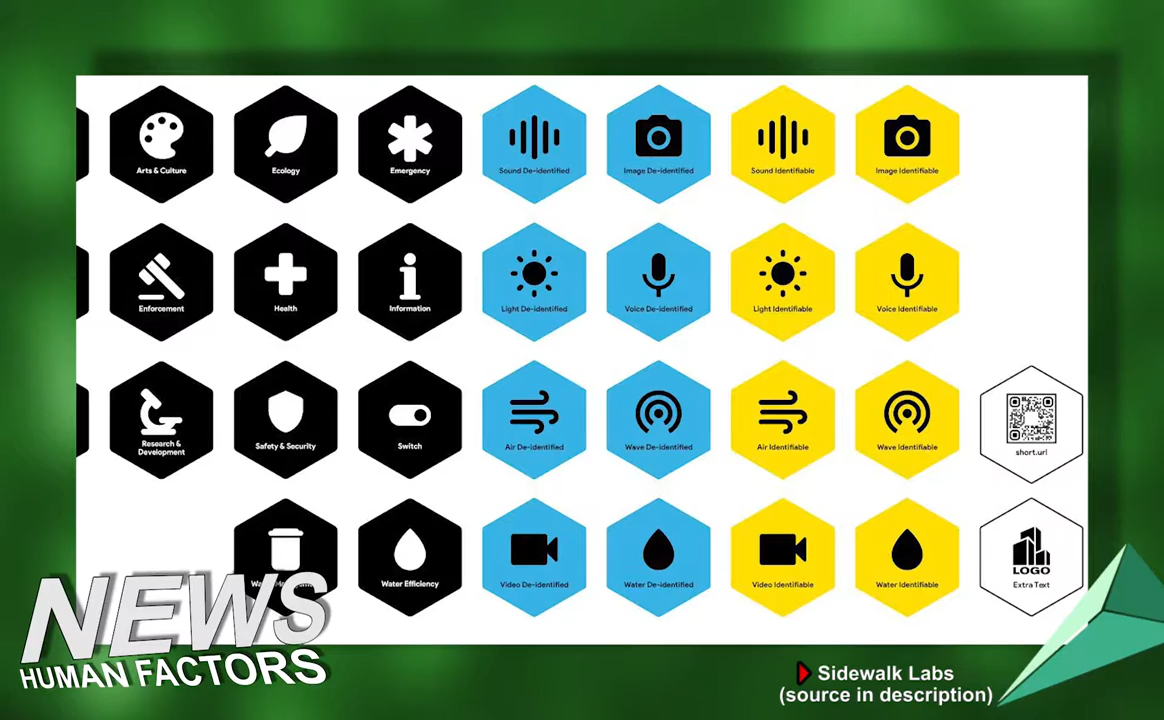 Arts & Culture
Ecology
Emergency
Sound De-identified
Image De-identified
Sound Identifiable
Image Identifiable
Enforcement
Health
Information
Light De-identified
Voice De-identified
Light Identifiable
Voice Identifiable
Research &
Development
Safety & Security
Switch
Air De-identified
Wave De-identified
Air Identifiable
Wave Identifiable
short.url
Water Efficiency
Video De-identified
Water De-identified
Video Identifiable
Water Identifiable
LOGO
Extra Text
NEWS
HUMAN FACTORS
Sidewalk Labs
(source in description)